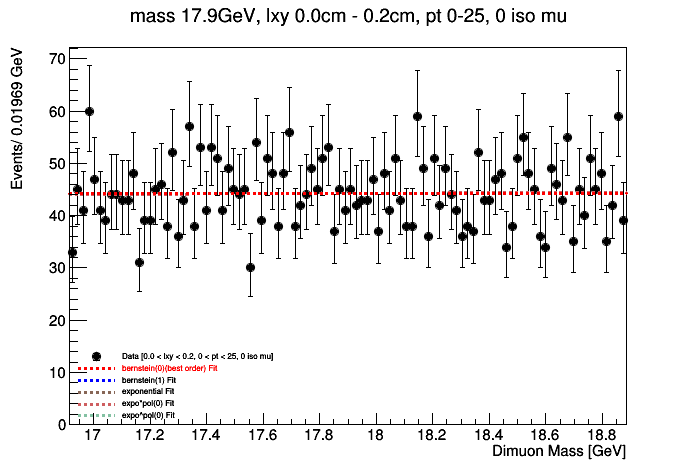 mass 17.9GeV, lxy 0.0cm - 0.2cm, pt 0-25, 0 iso mu
Events/ 0.01969 GeV
70
60
50
40
30
20
10
0
Data [0.0 < lxy < 0.2, 0 < pt < 25, 0 iso mu]
bernstein(0)(best order) Fit
bernstein(1) Fit
exponential Fit
expo*pol(0) Fit
expo^pol(0) Fit
17 17.2 17.4 17.6 17.8 18 18.2 18.4 18.6 18.8
Dimuon Mass [GeV]